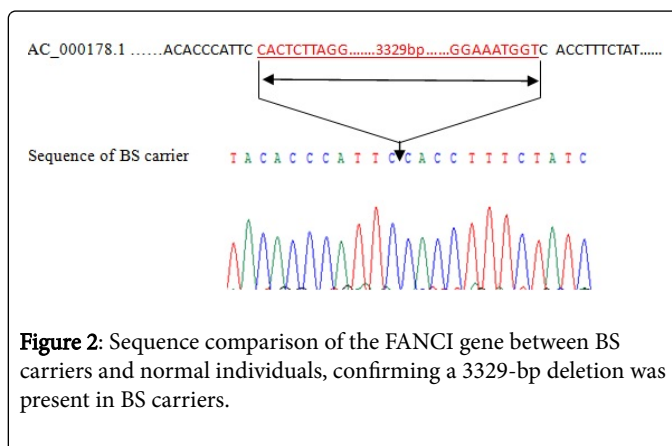 AC_000178.1 ......ACACCCATTC CACTCTTAGG.......3329bp......GGAAATGGTC ACCTTTCTAT......
Sequence of BS carrier T A C A C C C A T T C C A C C T T T C T A T C
Figure 2: Sequence comparison of the FANCI gene between BS
carriers and normal individuals, confirming a 3329-bp deletion was
present in BS carriers.